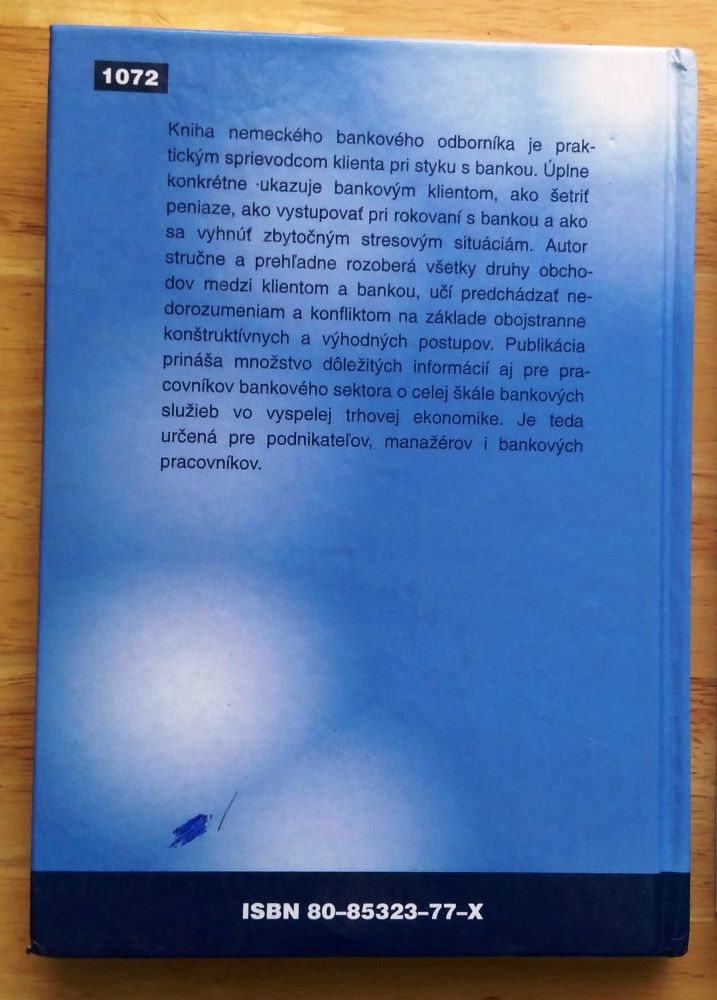 1072
Kniha nemeckého bankového odborníka je prak-
tickým sprievodcom klienta pri styku s bankou. Úplne
konkrétne ukazuje bankovým klientom, ako šetriť
peniaze, ako vystupovať pri rokovaní s bankou a ako
sa vyhnúť zbytočným stresovým situáciám. Autor
stručne a prehľadne rozoberá všetky druhy obcho-
dov medzi klientom a bankou, učí predchádzať ne-
dorozumeniam a konfliktom na základe obojstranne
konštruktívnych a výhodných postupov. Publikácia
prináša množstvo dôležitých informácií aj pre pra-
covníkov bankového sektora o celej škále bankových
služieb vo vyspelej trhovej ekonomike. Je teda
určená pre podnikateľov, manažérov i bankových
pracovníkov.
ISBN 80–85323–77–X